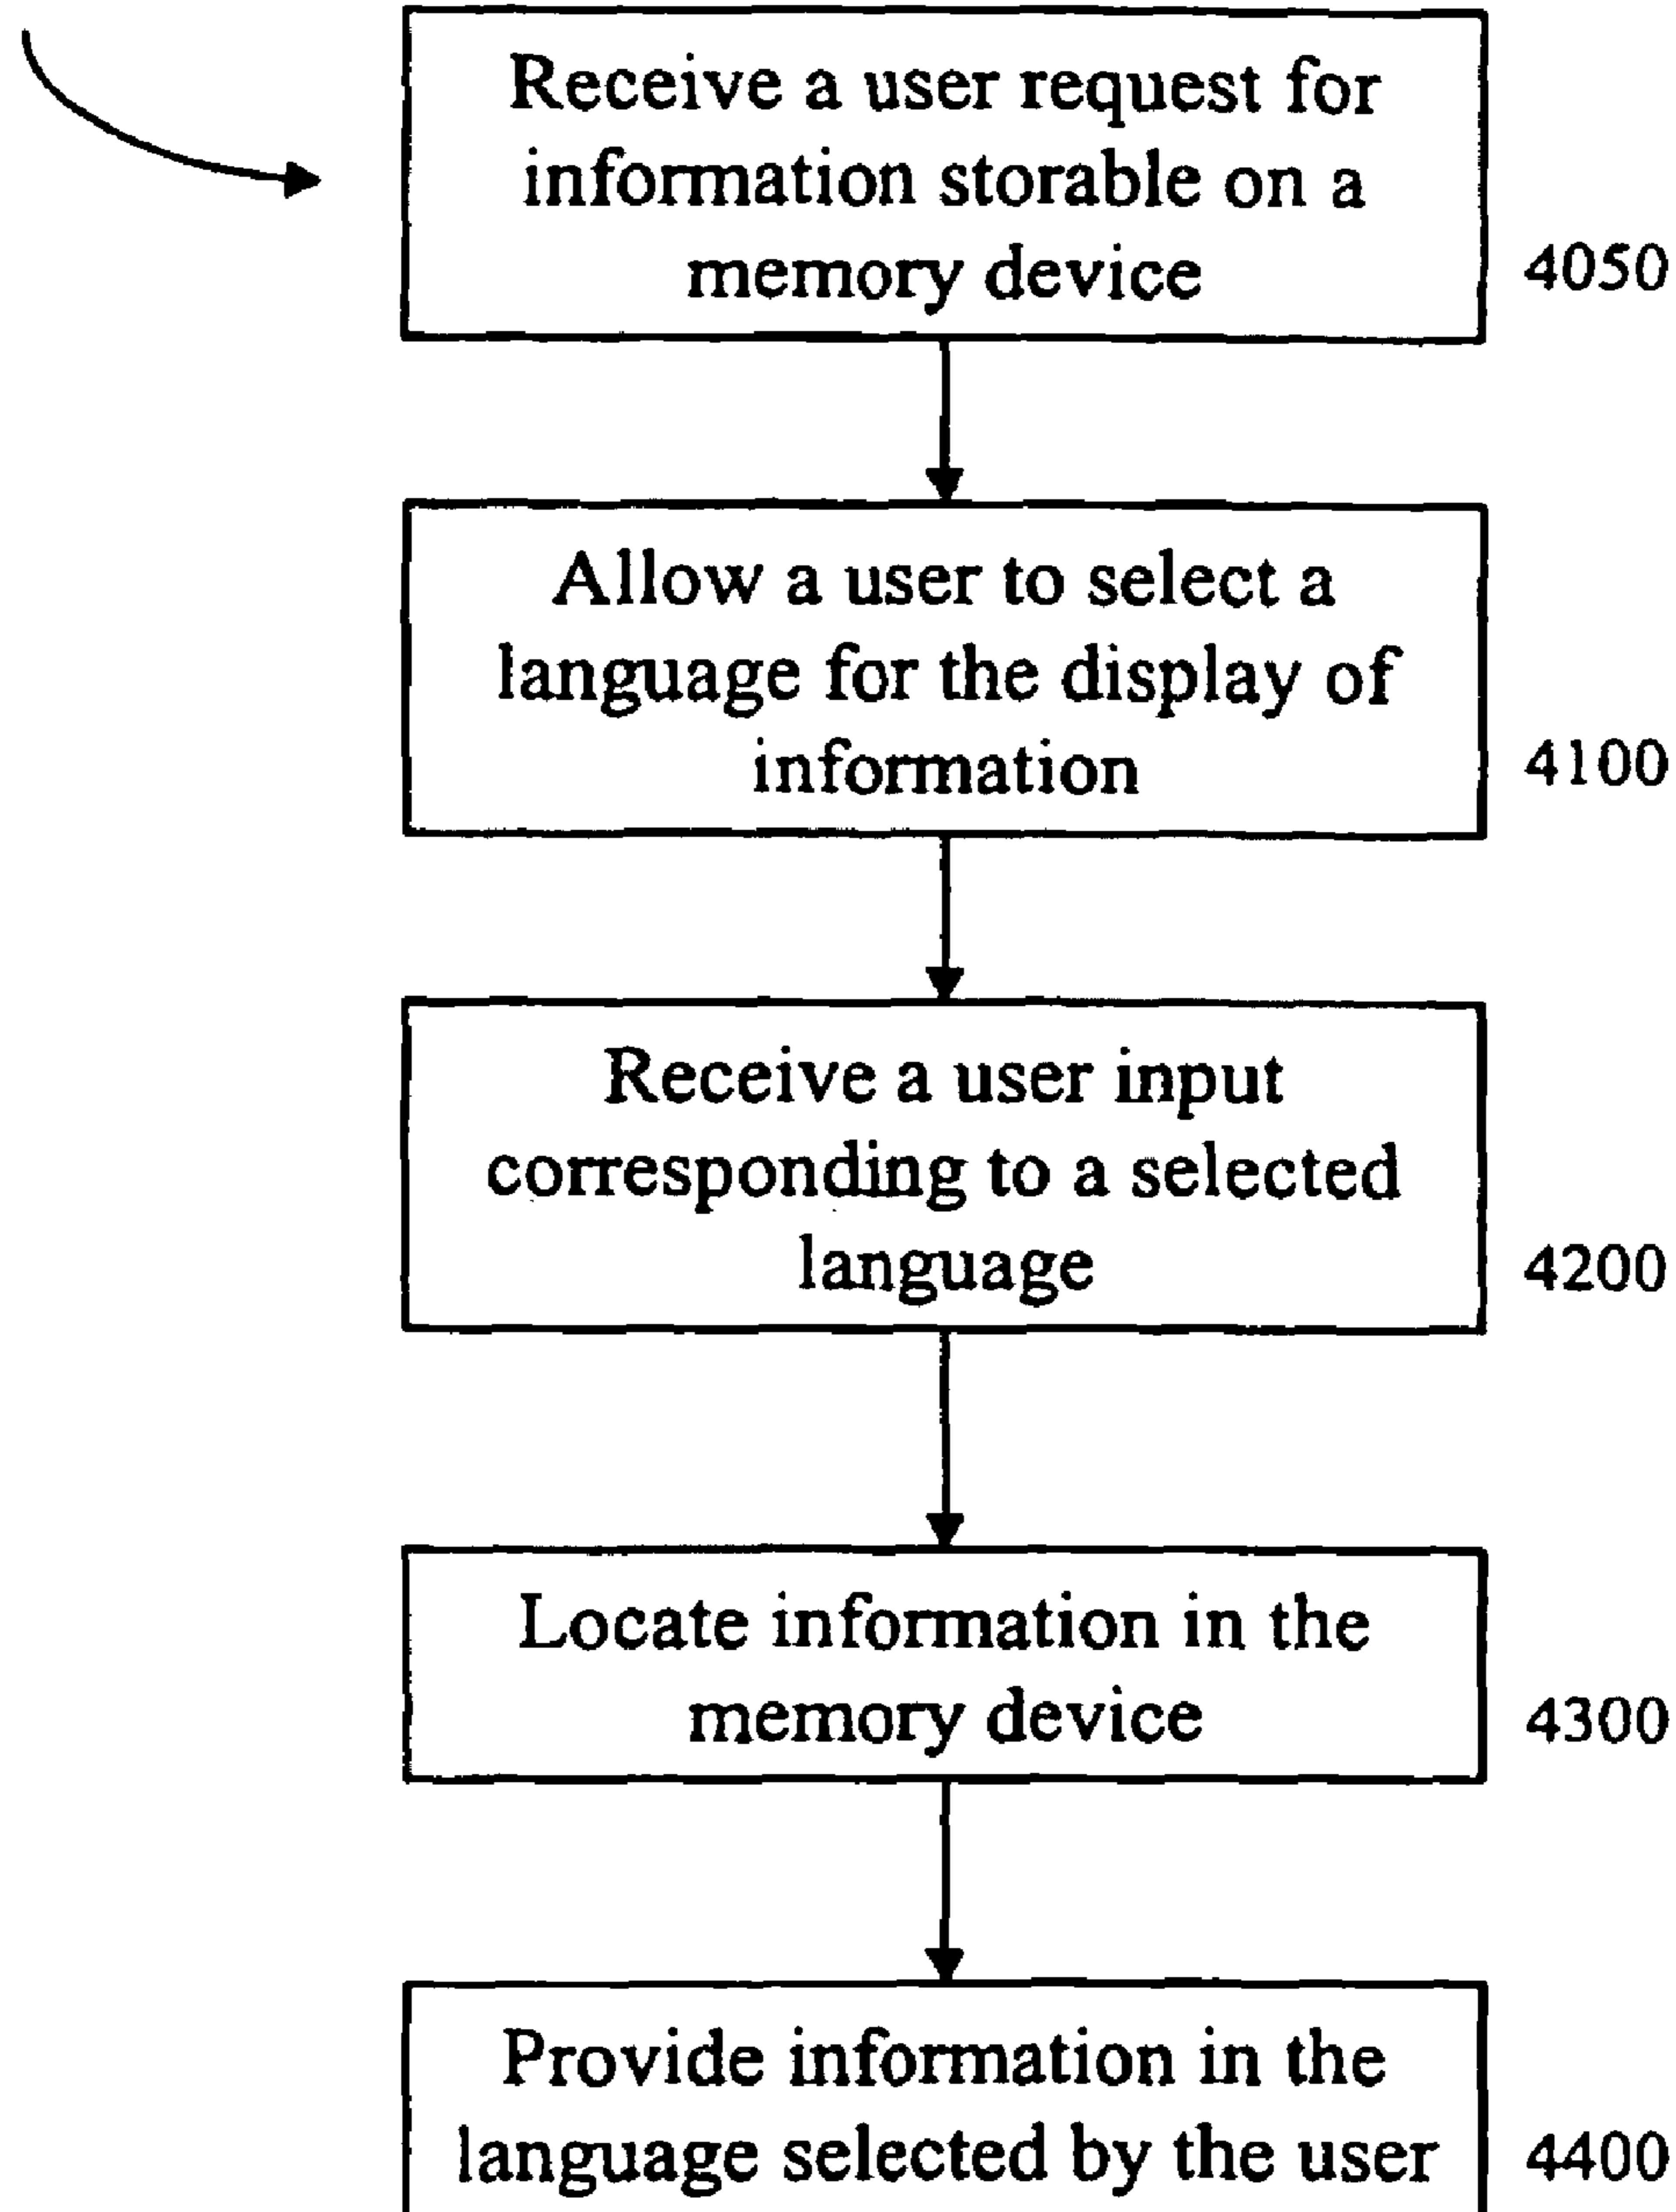 Receive a user request for
information storable on a
memory device
4050
Allow a user to select a
language for the display of
information
4100
Receive a user input
corresponding to a selected
language
4200
Locate information in the
memory device
4300
Provide information in the
language selected by the user
4400